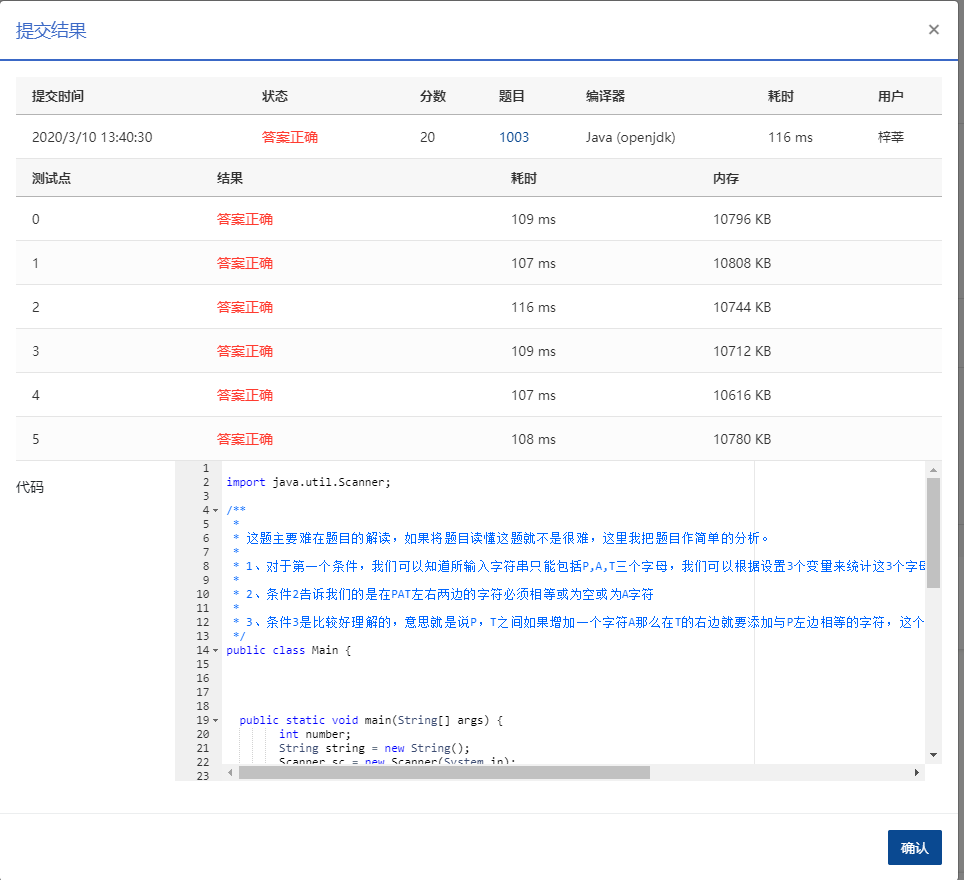 提交结果
×
提交时间 状态 分数 题目 编译器 耗时 用户
2020/3/10 13:40:30 答案正确 20 1003 Java (openjdk) 116 ms 梓莘
测试点 结果 耗时 内存
0 答案正确 109 ms 10796 KB
1 答案正确 107 ms 10808 KB
2 答案正确 116 ms 10744 KB
3 答案正确 109 ms 10712 KB
4 答案正确 107 ms 10616 KB
5 答案正确 108 ms 10780 KB
代码
1
2 import java.util.Scanner;
3
4 /**
5 *
6 * 这题主要难在题目的解读，如果将题目读懂这题就不是很难，这里我把题目作简单的分析。
7 *
8 * 1、对于第一个条件，我们可以知道所输入字符串只能包括P,A,T三个字母，我们可以根据设置3个变量来统计这3个字母
9 *
10 * 2、条件2告诉我们的是在PAT左右两边的字符必须相等或为空或为A字符
11 *
12 * 3、条件3是比较好理解的，意思就是说P，T之间如果增加一个字符A那么在T的右边就要添加与P左边相等的字符，这个
13 */
14 public class Main {
15
16
17
18
19 public static void main(String[] args) {
20 int number;
21 String string = new String();
22 Scanner sc = new Scanner(System.in);
23
确认